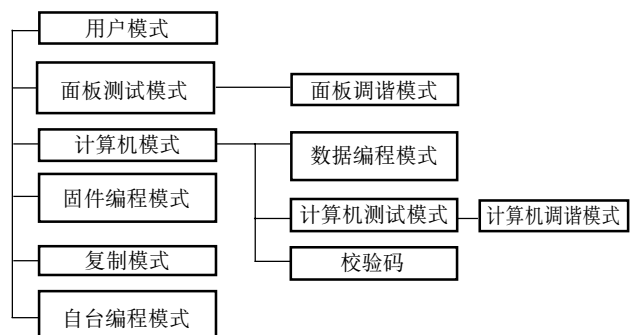 用户模式
面板测试模式
面板调谐模式
计算机模式
数据编程模式
固件编程模式
计算机测试模式
计算机调谐模式
复制模式
校验码
自台编程模式